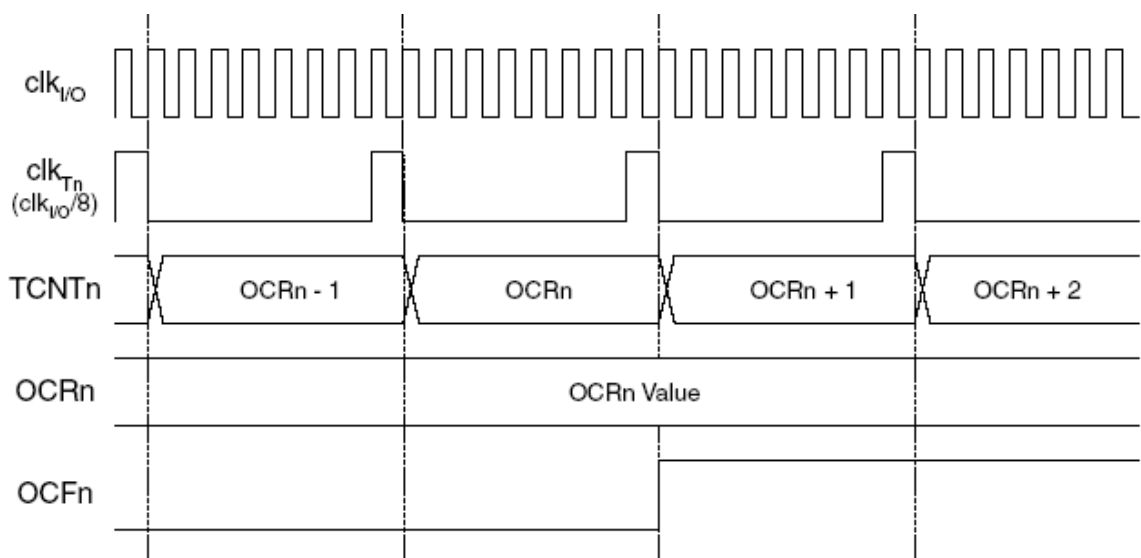 clkI/O
clkTn
(clkI/O/8)
TCNTn
OCRn - 1
OCRn
OCRn + 1
OCRn + 2
OCRn
OCRn Value
OCFn